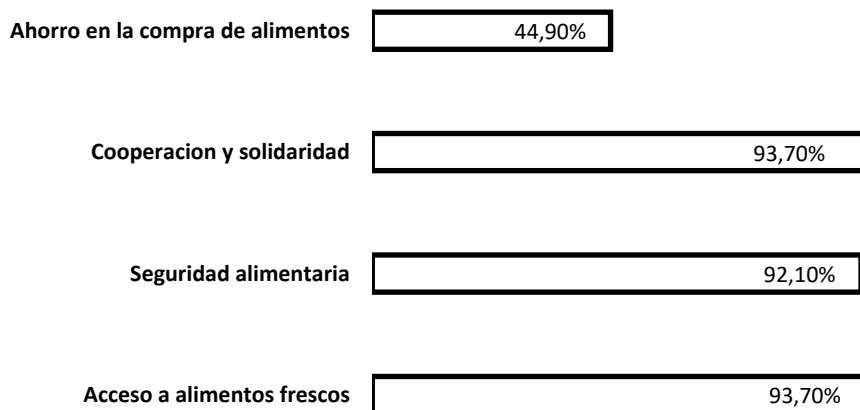 Ahorro en la compra de alimentos 44,90%
Cooperacion y solidaridad 93,70%
Seguridad alimentaria 92,10%
Acceso a alimentos frescos 93,70%